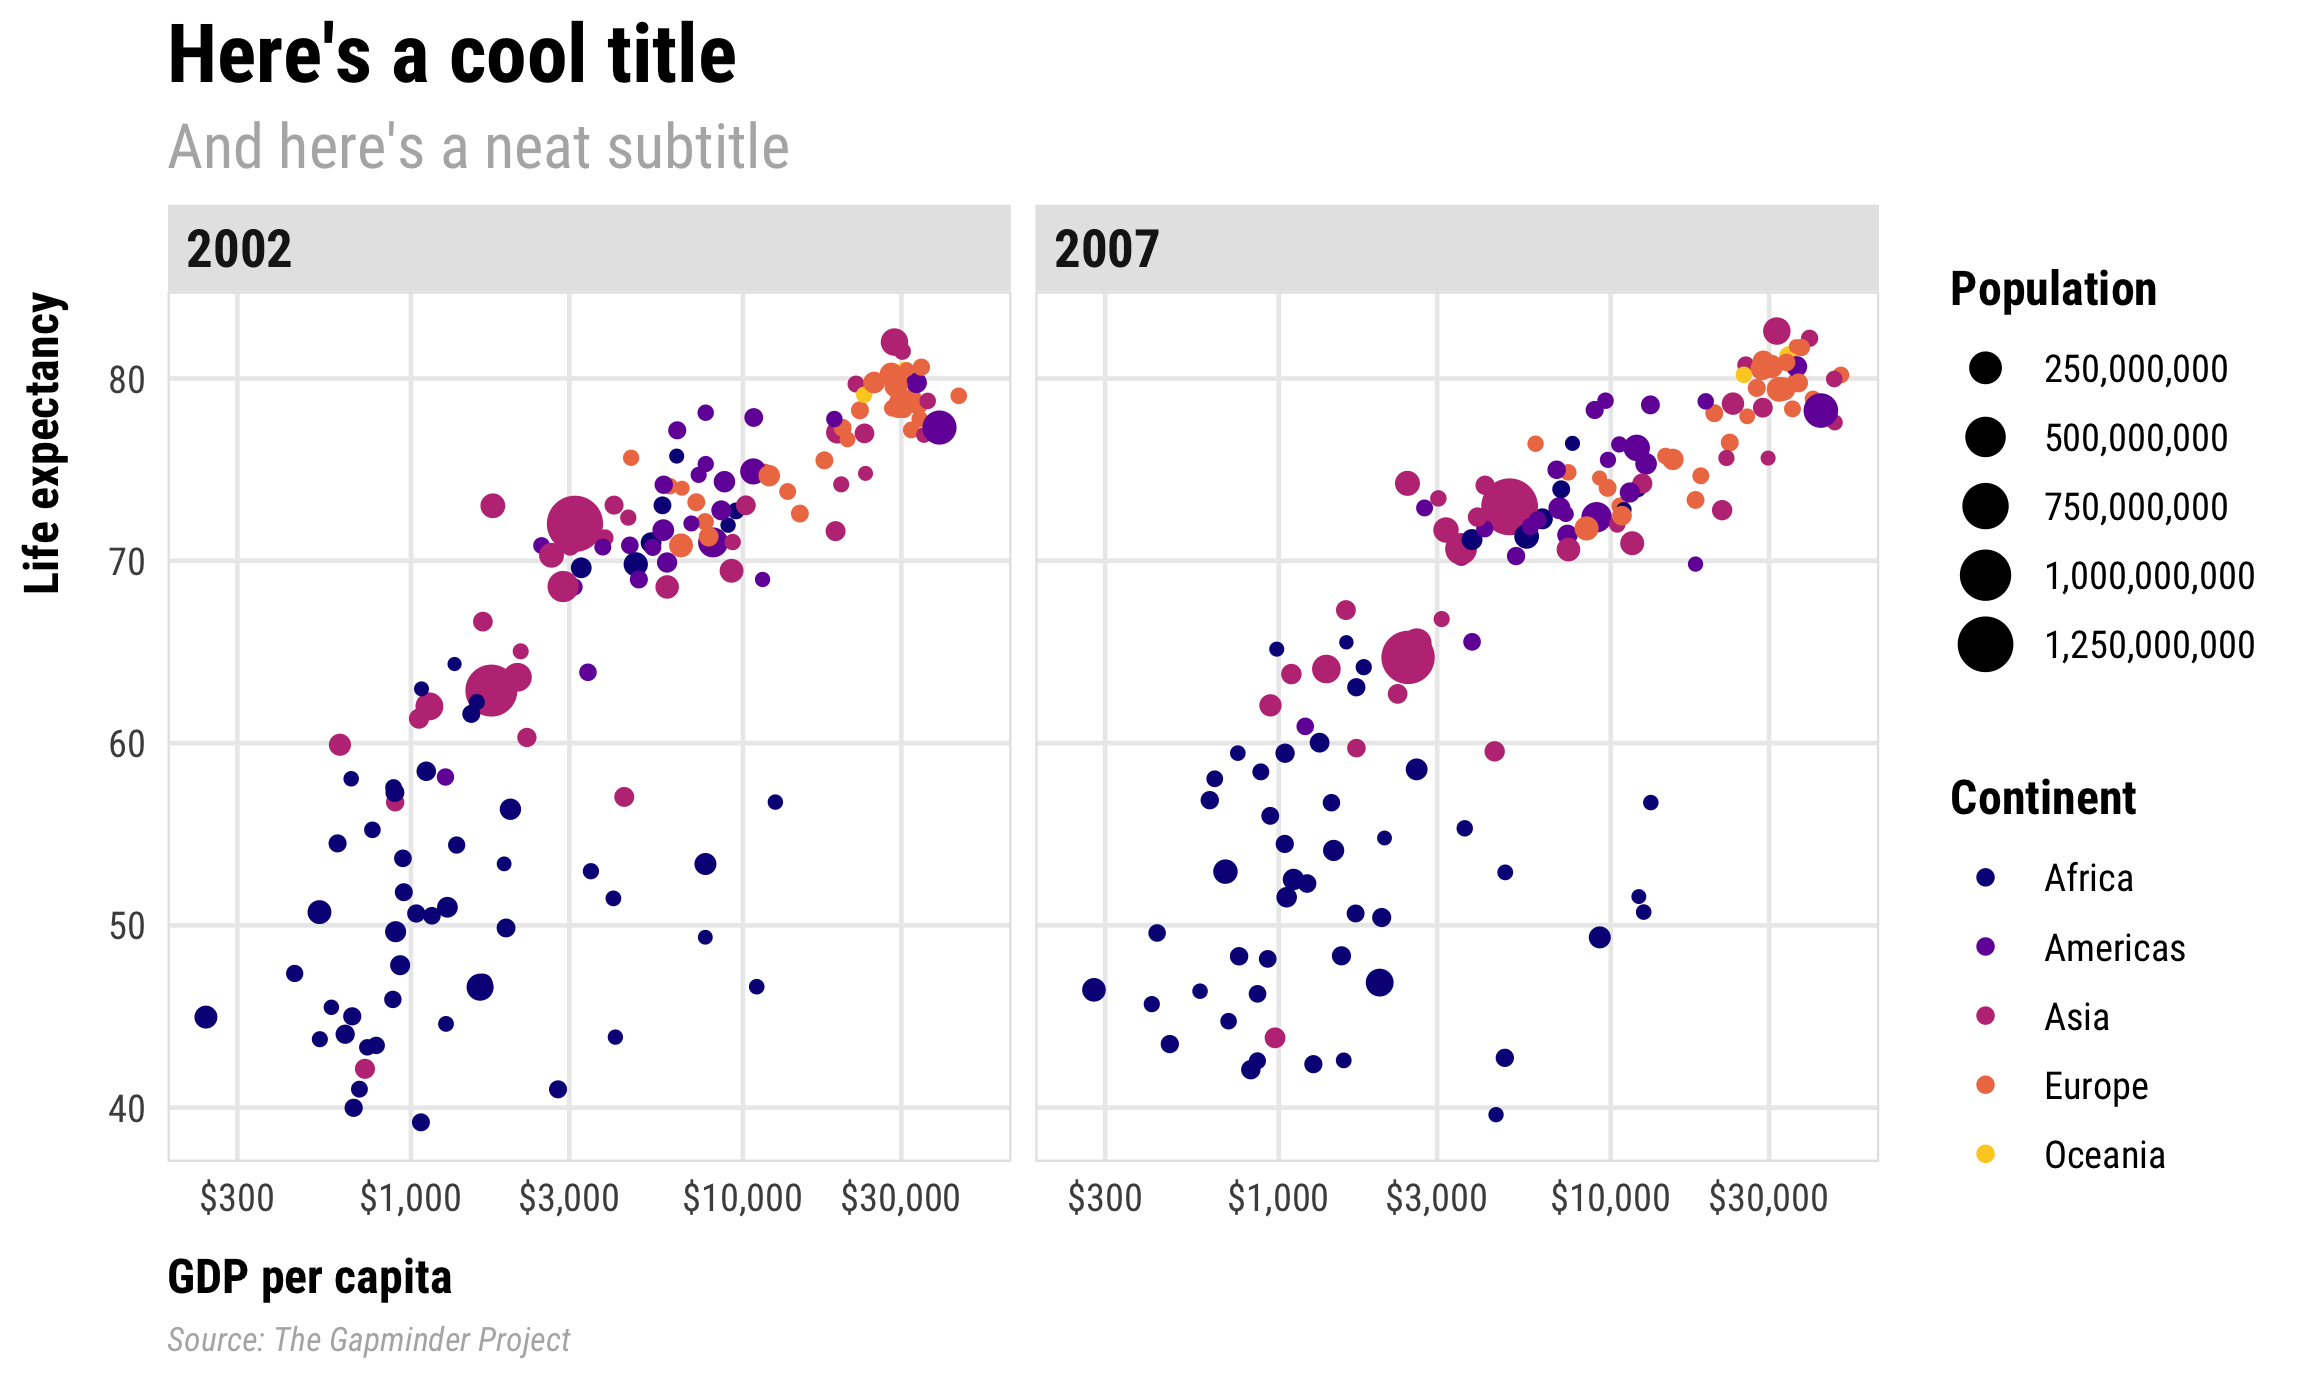 Here's a cool title
And here's a neat subtitle
2002
2007
Life expectancy
80
70
60
50
40
$300 $1,000 $3,000 $10,000 $30,000
$300 $1,000 $3,000 $10,000 $30,000
GDP per capita
Source: The Gapminder Project
Population
250,000,000
500,000,000
750,000,000
1,000,000,000
1,250,000,000
Continent
Africa
Americas
Asia
Europe
Oceania